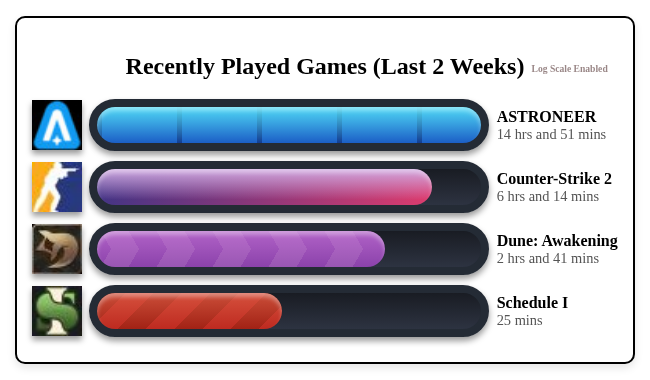 Recently Played Games (Last 2 Weeks) Log Scale Enabled
ASTRONEER
14 hrs and 51 mins
Counter-Strike 2
6 hrs and 14 mins
Dune: Awakening
2 hrs and 41 mins
Schedule I
25 mins